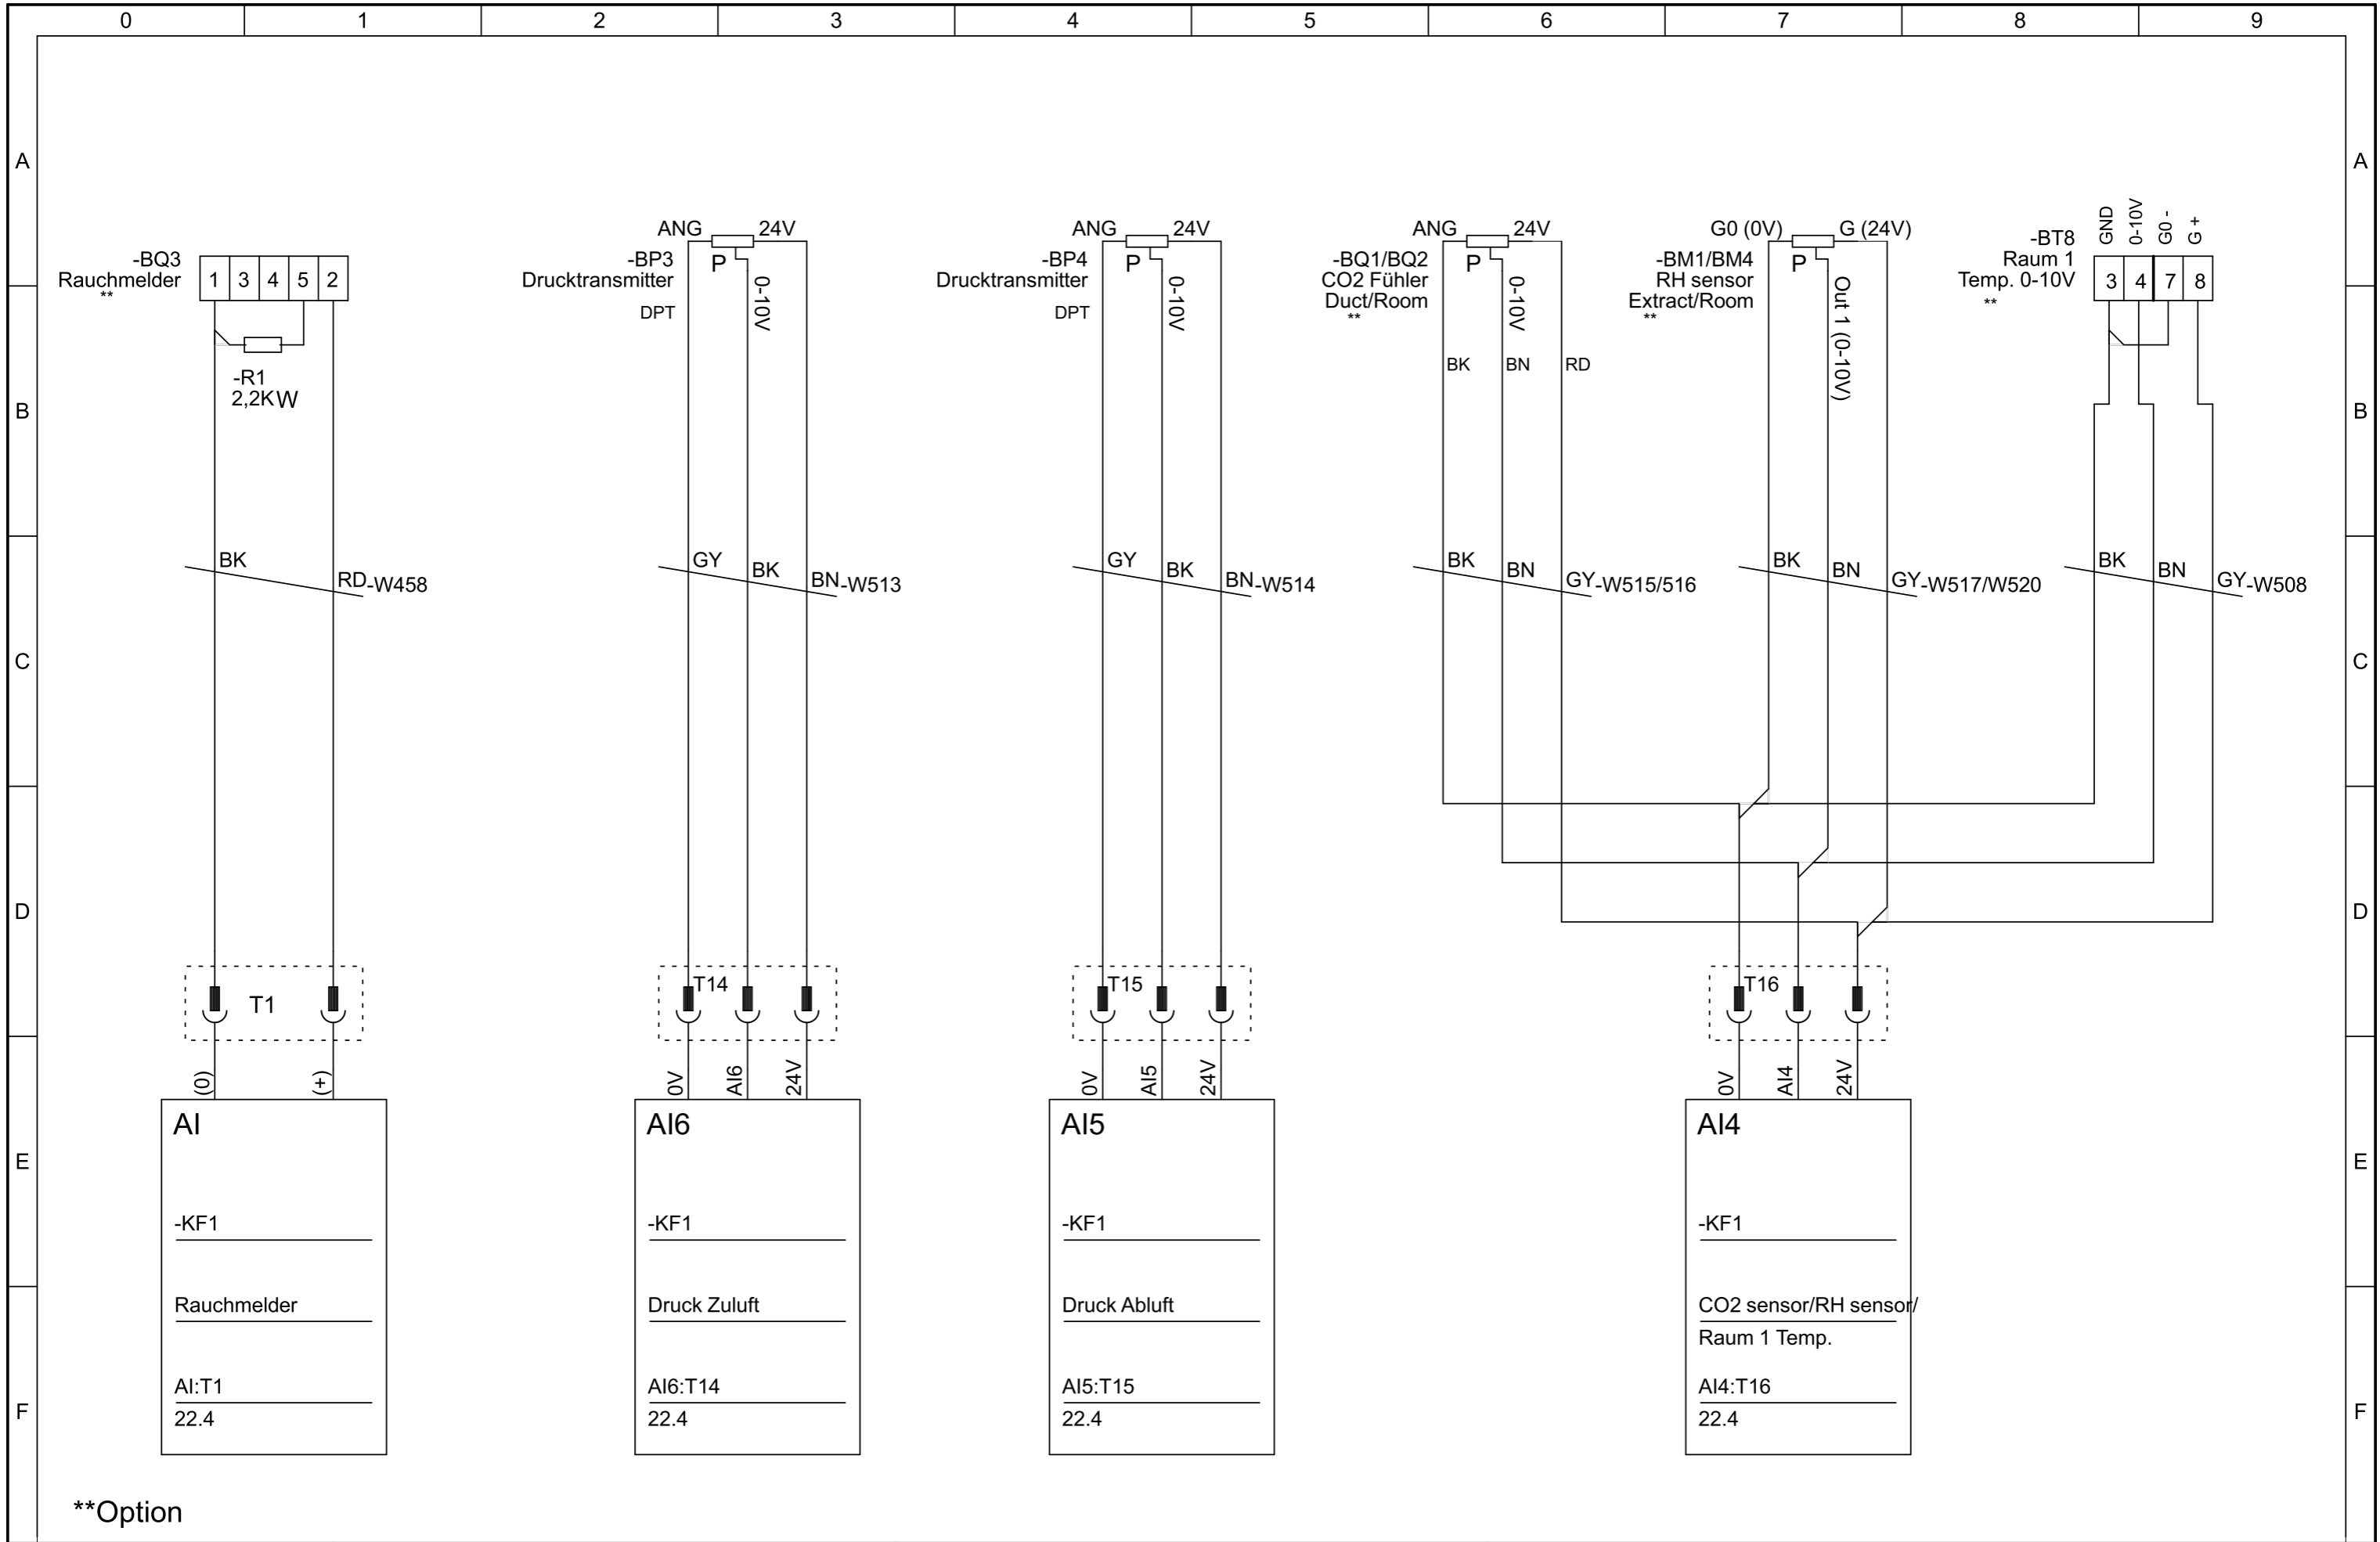 0 1 2 3 4 5 6 7 8 9
A
A
-BQ3
Rauchmelder
**
1 3 4 5 2
-R1
2,2KW
ANG 24V
-BP3
Drucktransmitter
DPT
P
0-10V
ANG 24V
-BP4
Drucktransmitter
DPT
P
0-10V
ANG 24V
-BQ1/BQ2
CO2 Fühler
Duct/Room
**
P
0-10V
BK BN RD
G0 (0V) G (24V)
-BM1/BM4
RH sensor
Extract/Room
**
P
Out 1 (0-10V)
-BT8
Raum 1
Temp. 0-10V
**
GND
0-10V
G0 -
G +
3 4 7 8
B
B
BK RD -W458
GY BK BN -W513
GY BK BN -W514
BK BN GY -W515/516
BK BN GY -W517/W520
BK BN GY -W508
C
C
D
D
T1
T14
T15
T16
(0) (+)
0V AI6 24V
0V AI5 24V
0V AI4 24V
E
E
AI
-KF1
Rauchmelder
AI:T1
22.4
AI6
-KF1
Druck Zuluft
AI6:T14
22.4
AI5
-KF1
Druck Abluft
AI5:T15
22.4
AI4
-KF1
CO2 sensor/RH sensor/
Raum 1 Temp.
AI4:T16
22.4
F
F
**Option